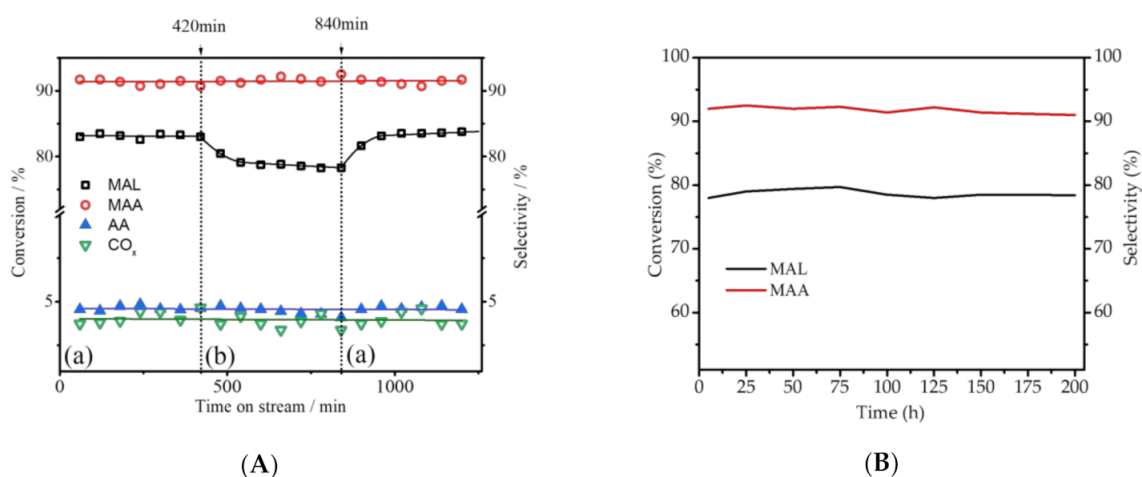 420min 840min
90
80
5
Conversion / %
Selectivity / %
90
80
5
MAL
MAA
AA
COx
(a) (b) (a)
0 500 1000
Time on stream / min
(A)
100
90
80
70
60
Conversion (%)
100
90
80
70
60
Selectivity (%)
MAL
MAA
0 25 50 75 100 125 150 175 200
Time (h)
(B)